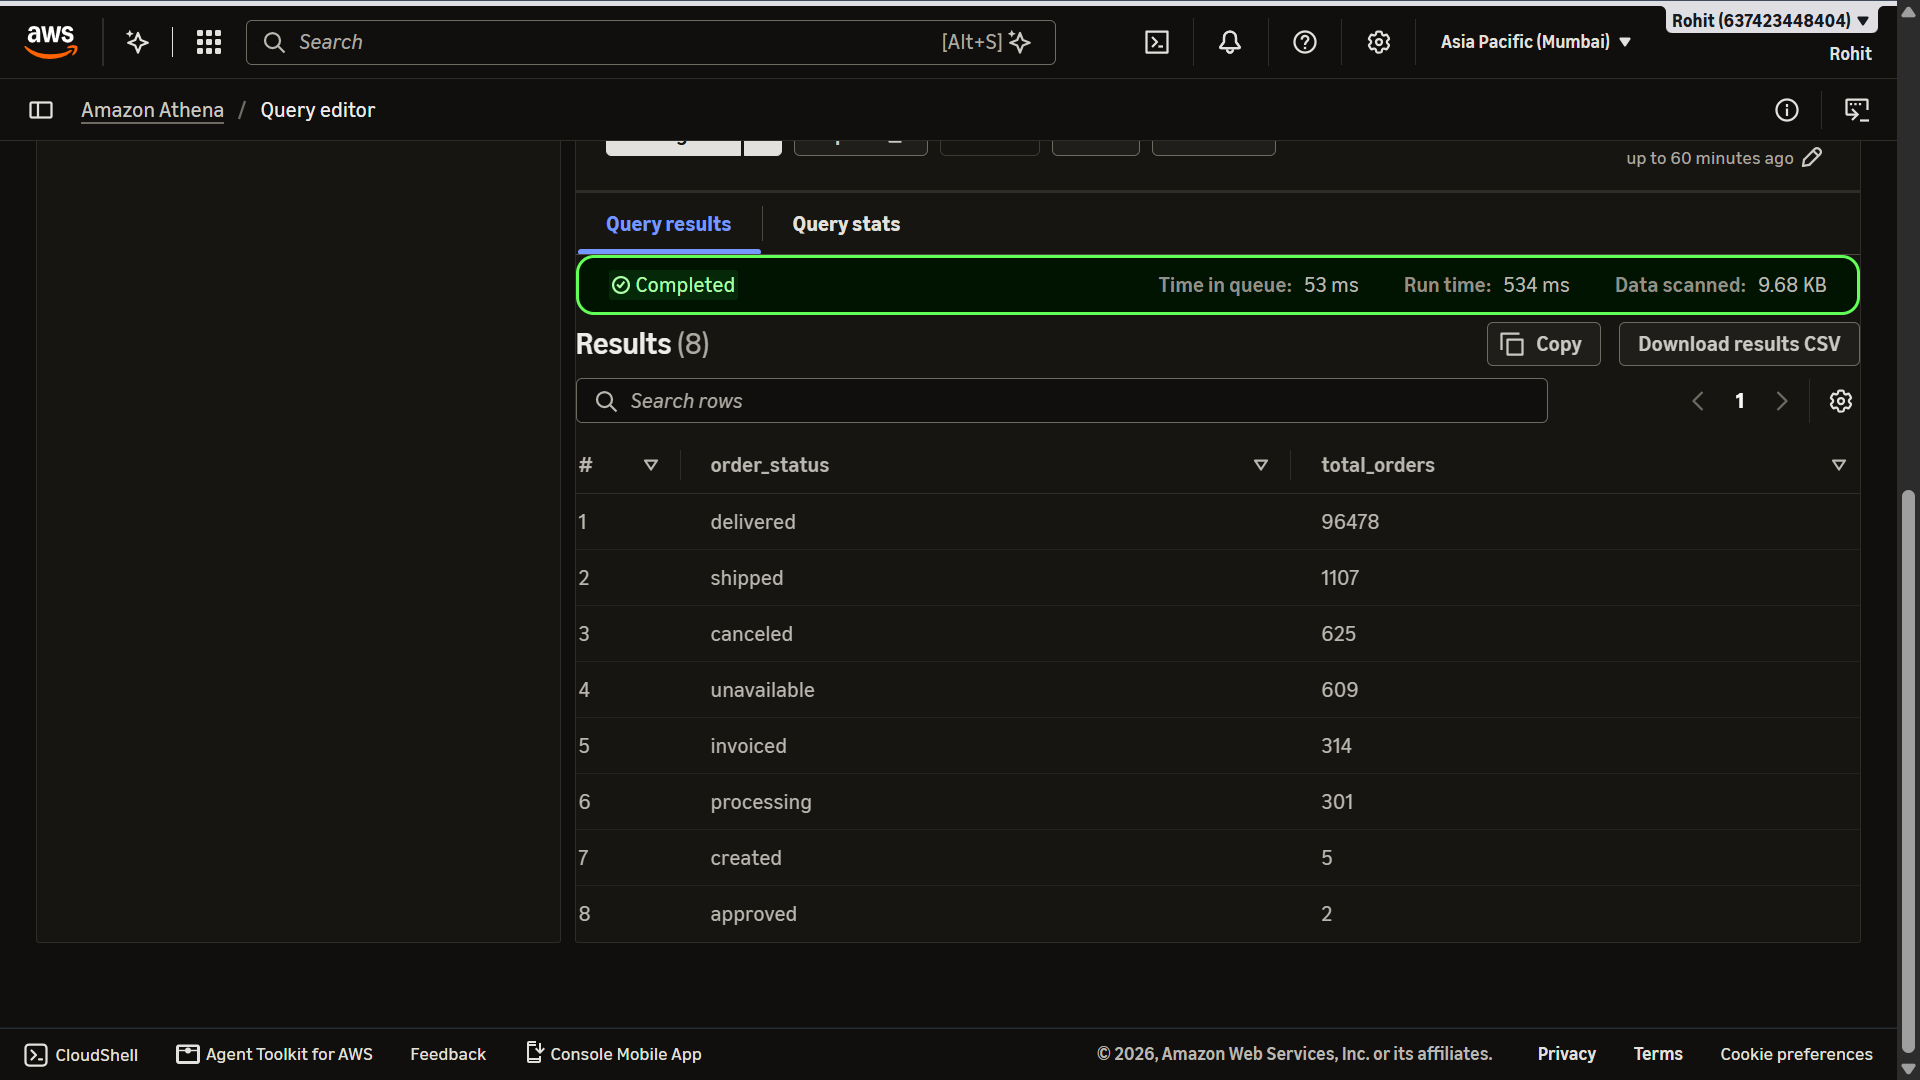 aws
Search [Alt+S]
Asia Pacific (Mumbai)
Rohit (637423448404)
Rohit
Amazon Athena / Query editor
up to 60 minutes ago
Query results
Query stats
Completed
Time in queue: 53 ms
Run time: 534 ms
Data scanned: 9.68 KB
Results (8)
Copy
Download results CSV
Search rows
1
# order_status total_orders
1 delivered 96478
2 shipped 1107
3 canceled 625
4 unavailable 609
5 invoiced 314
6 processing 301
7 created 5
8 approved 2
CloudShell
Agent Toolkit for AWS
Feedback
Console Mobile App
© 2026, Amazon Web Services, Inc. or its affiliates.
Privacy
Terms
Cookie preferences